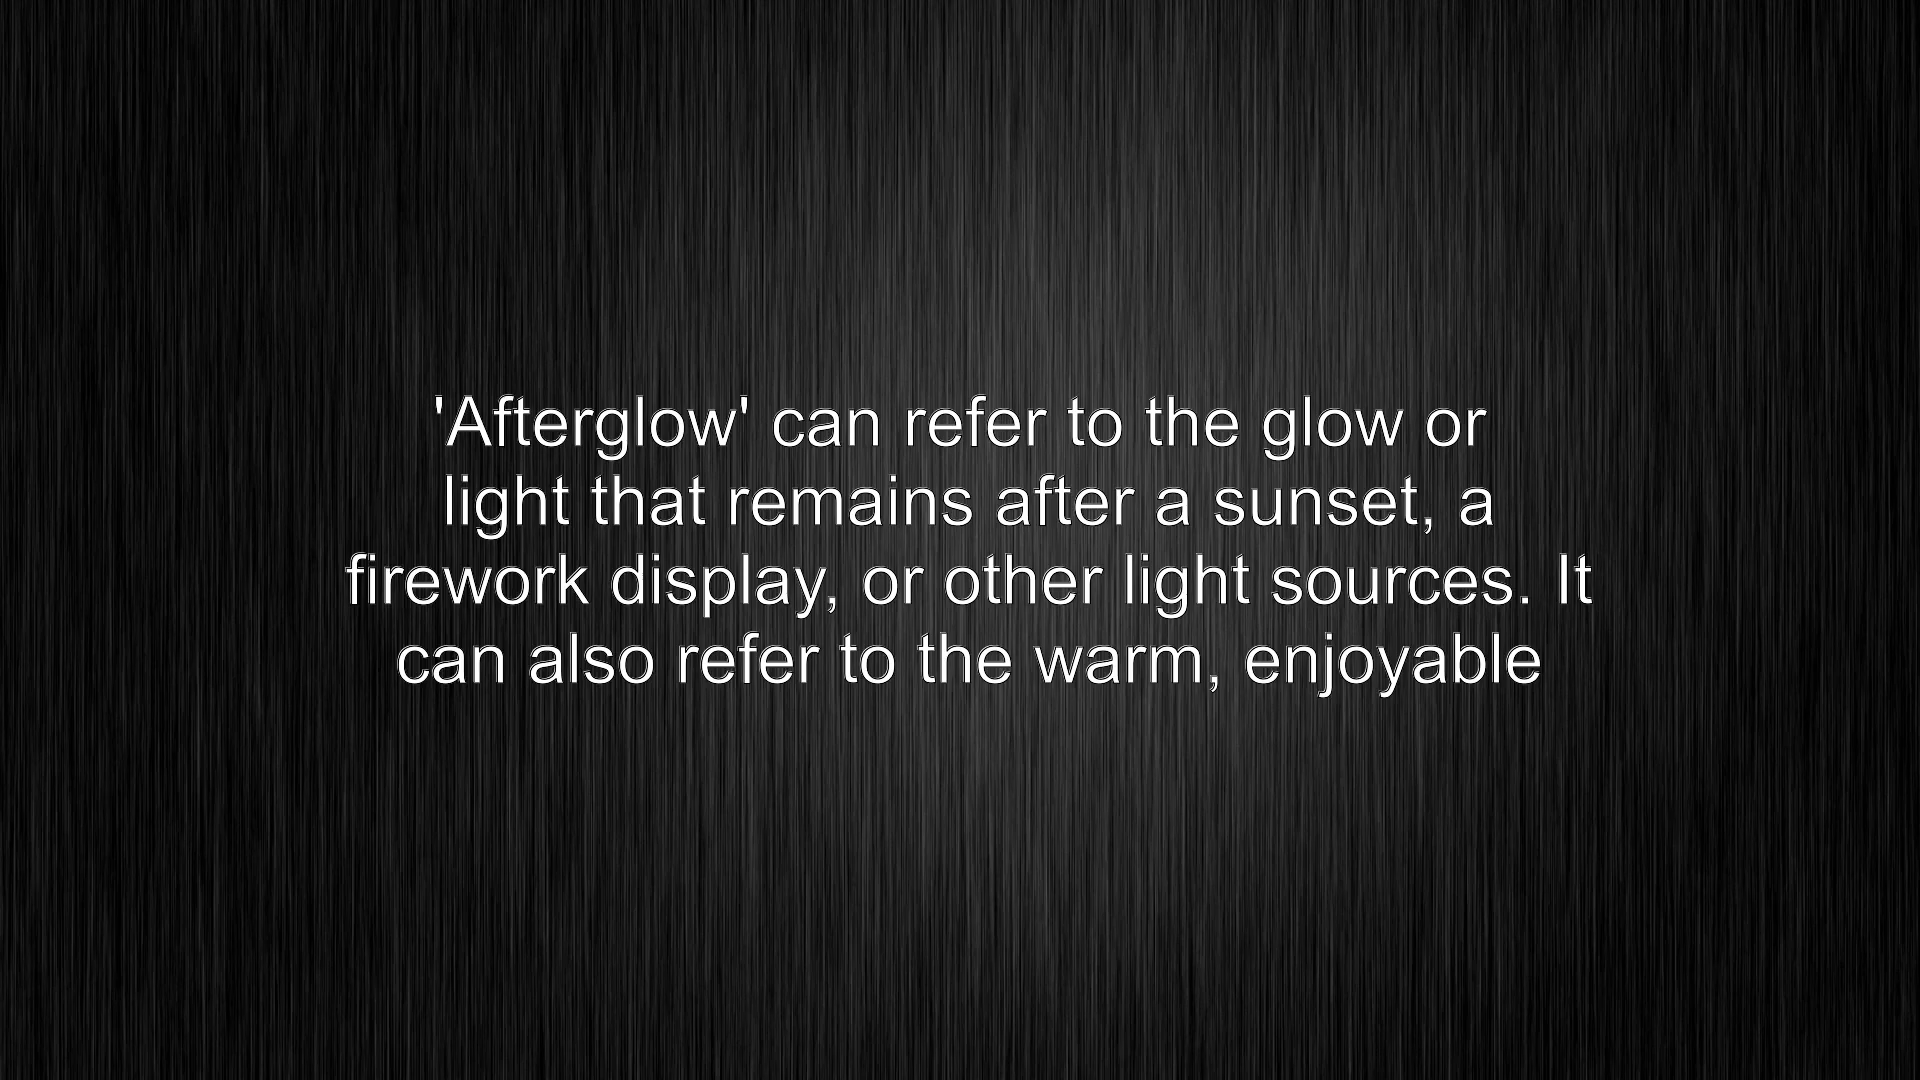 'Afterglow' can refer to the glow or
light that remains after a sunset, a
firework display, or other light sources. It
can also refer to the warm, enjoyable